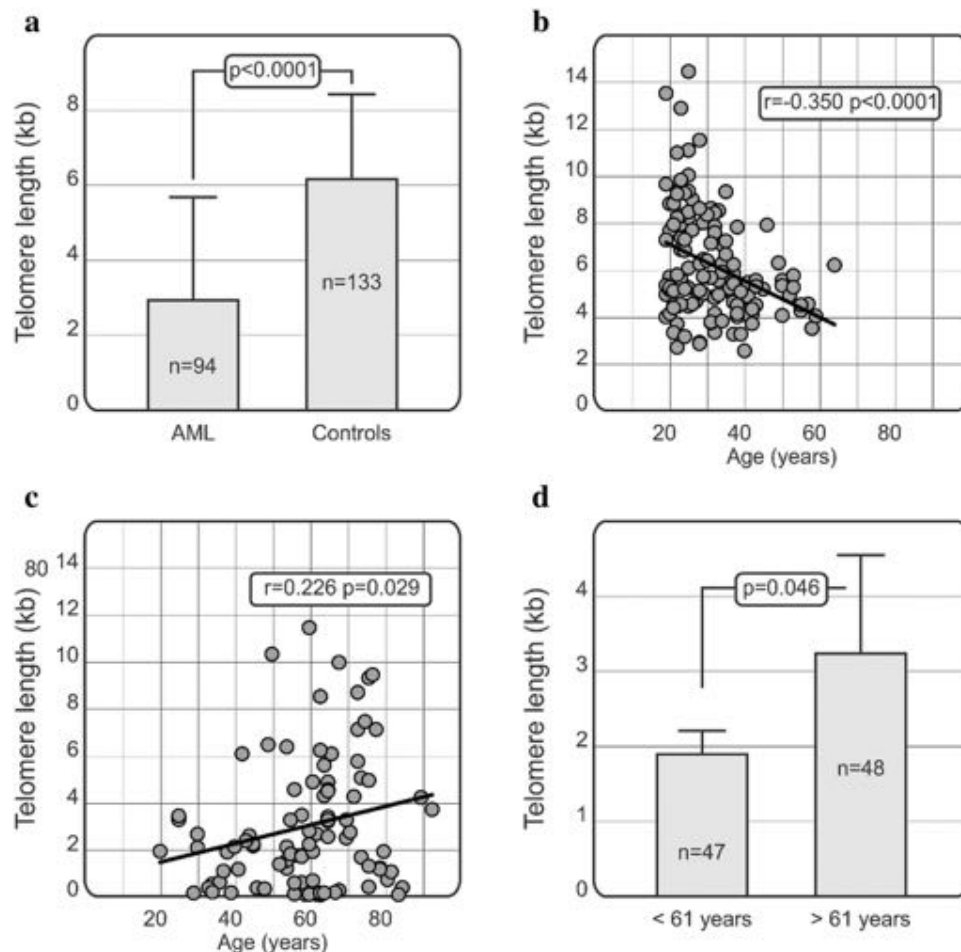 a
p<0.0001
Telomere length (kb)
8
6
4
2
0
n=94
n=133
AML
Controls
b
r=-0.350 p<0.0001
Telomere length (kb)
14
12
10
8
6
4
2
0
20 40 60 80
Age (years)
c
r=0.226 p=0.029
Telomere length (kb)
80
14
12
10
8
6
4
2
0
20 40 60 80
Age (years)
d
p=0.046
Telomere length (kb)
4
3
2
1
0
n=47
n=48
< 61 years
> 61 years